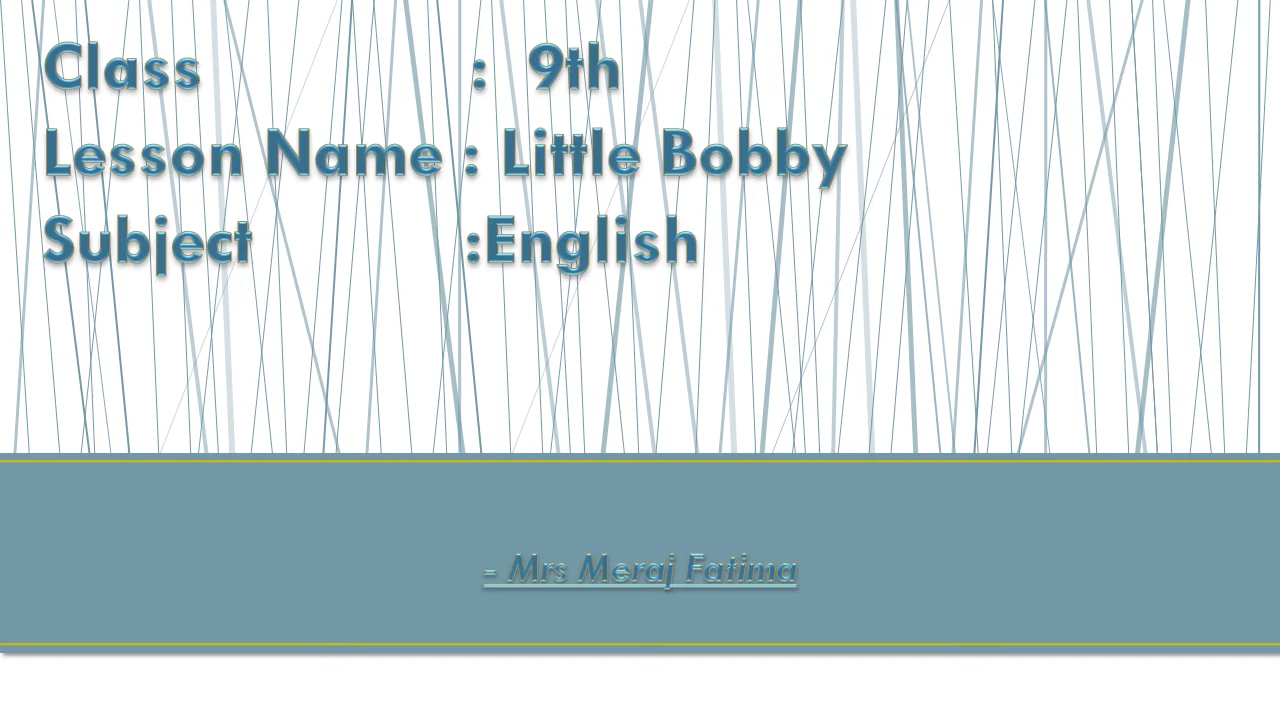 Class : 9th
Lesson Name : Little Bobby
Subject :English
- Mrs Meraj Fatima